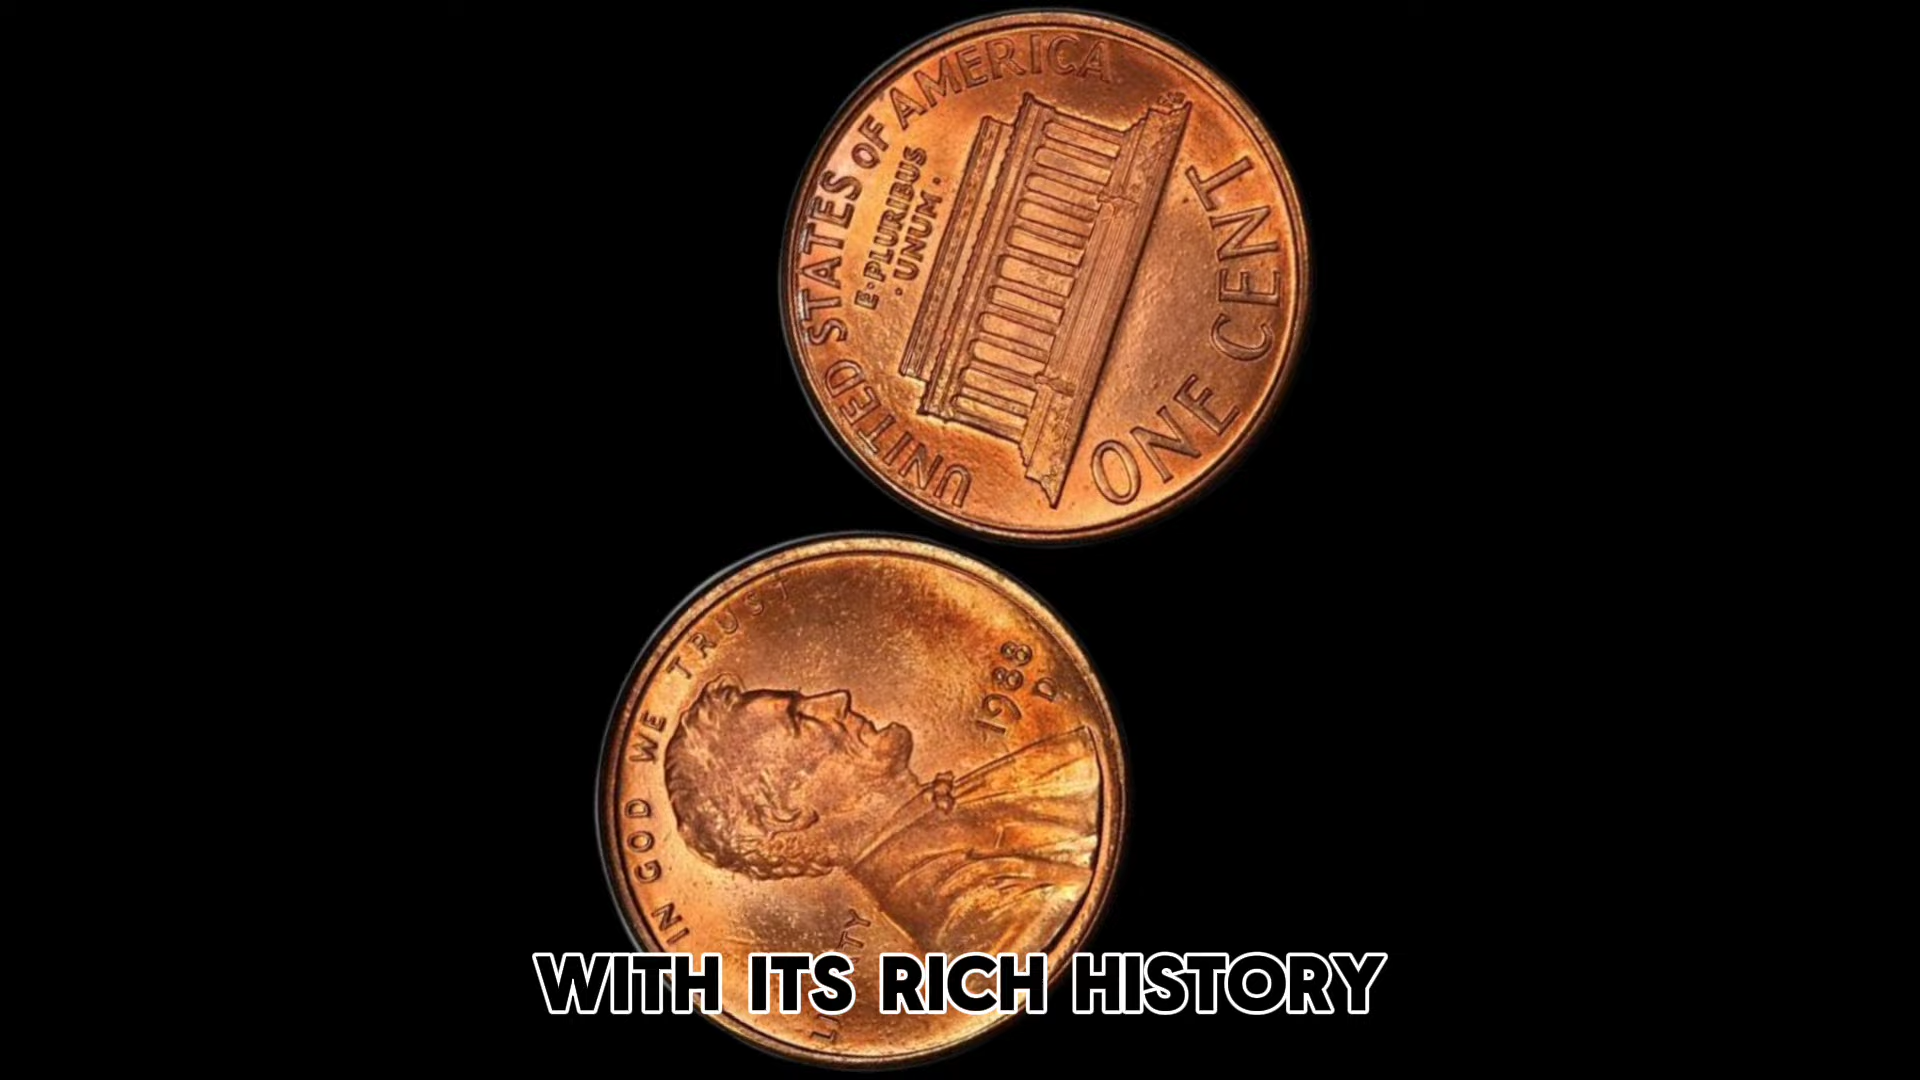 UNITED STATES OF AMERICA
E·PLURIBUS
·UNUM·
ONE CENT
IN GOD WE TRUST
1988
D
WITH ITS RICH HISTORY